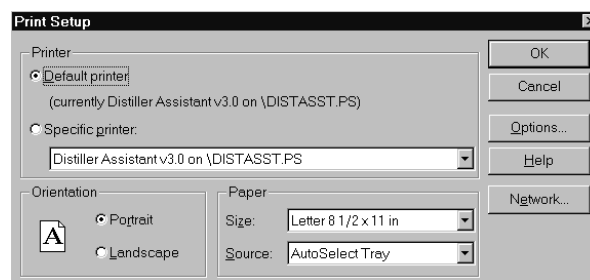 Print Setup
Printer
Default printer
(currently Distiller Assistant v3.0 on \DISTASST.PS)
Specific printer:
Distiller Assistant v3.0 on \DISTASST.PS
Orientation
A
Portrait
Landscape
Paper
Size: Letter 8 1/2 x 11 in
Source: AutoSelect Tray
OK
Cancel
Options...
Help
Network...